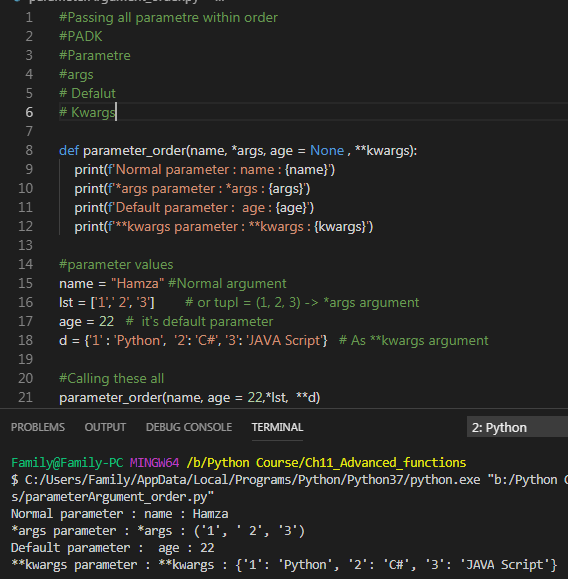 1 #Passing all parametre within order
2 #PADK
3 #Parametre
4 #args
5 # Defalut
6 # Kwargs
7
8 def parameter_order(name, *args, age = None , **kwargs):
9 print(f'Normal parameter : name : {name}')
10 print(f'*args parameter : *args : {args}')
11 print(f'Default parameter :  age : {age}')
12 print(f'**kwargs parameter : **kwargs : {kwargs}')
13
14 #parameter values
15 name = "Hamza" #Normal argument
16 lst = ['1',' 2', '3'] # or tupl = (1, 2, 3) -> *args argument
17 age = 22 # it's default parameter
18 d = {'1' : 'Python', '2': 'C#', '3': 'JAVA Script'} # As **kwargs argument
19
20 #Calling these all
21 parameter_order(name, age = 22,*lst, **d)
PROBLEMS OUTPUT DEBUG CONSOLE TERMINAL 2: Python
Family@Family-PC MINGW64 /b/Python Course/Ch11_Advanced_functions
$ C:/Users/Family/AppData/Local/Programs/Python/Python37/python.exe "b:/Python C
s/parameterArgument_order.py"
Normal parameter : name : Hamza
*args parameter : *args : ('1', ' 2', '3')
Default parameter :  age : 22
**kwargs parameter : **kwargs : {'1': 'Python', '2': 'C#', '3': 'JAVA Script'}